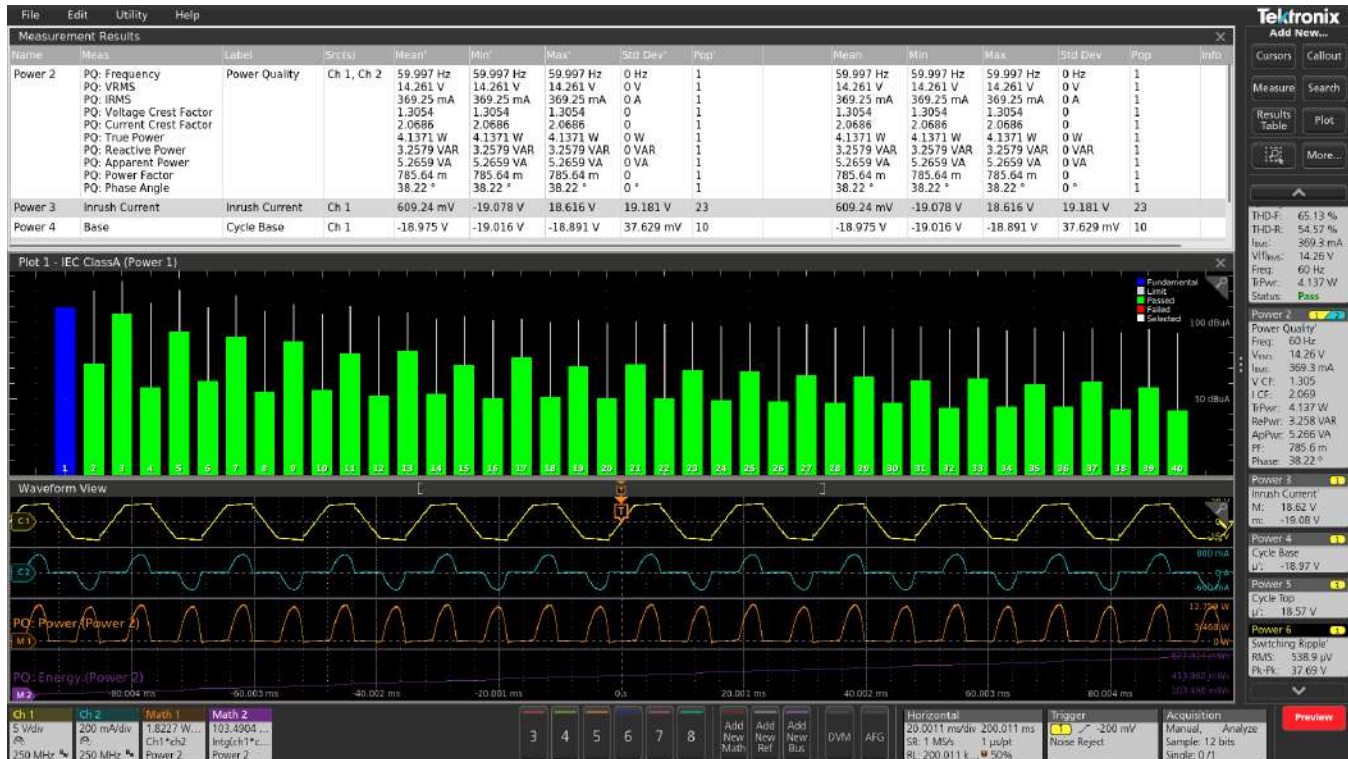 File Edit Utility Help
Tektronix
Add New...
Measurement Results
Name Meas Label Src(s) Mean' Min' Max' Std Dev' Pop' Mean Min Max Std Dev Pop Info
Power 2 PQ: Frequency Power Quality Ch 1, Ch 2 59.997 Hz 59.997 Hz 59.997 Hz 0 Hz 1 59.997 Hz 59.997 Hz 59.997 Hz 0 Hz 1
PQ: VRMS 14.261 V 14.261 V 14.261 V 0 V 1 14.261 V 14.261 V 14.261 V 0 V 1
PQ: IRMS 369.25 mA 369.25 mA 369.25 mA 0 A 1 369.25 mA 369.25 mA 369.25 mA 0 A 1
PQ: Voltage Crest Factor 1.3054 1.3054 1.3054 0 1 1.3054 1.3054 1.3054 0 1
PQ: Current Crest Factor 2.0686 2.0686 2.0686 0 1 2.0686 2.0686 2.0686 0 1
PQ: True Power 4.1371 W 4.1371 W 4.1371 W 0 W 1 4.1371 W 4.1371 W 4.1371 W 0 W 1
PQ: Reactive Power 3.2579 VAR 3.2579 VAR 3.2579 VAR 0 VAR 1 3.2579 VAR 3.2579 VAR 3.2579 VAR 0 VAR 1
PQ: Apparent Power 5.2659 VA 5.2659 VA 5.2659 VA 0 VA 1 5.2659 VA 5.2659 VA 5.2659 VA 0 VA 1
PQ: Power Factor 785.64 m 785.64 m 785.64 m 0 1 785.64 m 785.64 m 785.64 m 0 1
PQ: Phase Angle 38.22 ° 38.22 ° 38.22 ° 0 ° 1 38.22 ° 38.22 ° 38.22 ° 0 ° 1
Power 3 Inrush Current Inrush Current Ch 1 609.24 mV -19.078 V 18.616 V 19.181 V 23 609.24 mV -19.078 V 18.616 V 19.181 V 23
Power 4 Base Cycle Base Ch 1 -18.975 V -19.016 V -18.891 V 37.629 mV 10 -18.975 V -19.016 V -18.891 V 37.629 mV 10
Plot 1 - IEC ClassA (Power 1)
Fundamental
Limit
Passed
Failed
Selected
100 dBuA
50 dBuA
1 2 3 4 5 6 7 8 9 10 11 12 13 14 15 16 17 18 19 20 21 22 23 24 25 26 27 28 29 30 31 32 33 34 35 36 37 38 39 40
Waveform View
T
C1
C2
800 mA
0 A
-600 mA
PQ: Power (Power 2)
M 1
0 W
PQ: Energy (Power 2)
M 2
-80.004 ms -60.003 ms -40.002 ms -20.001 ms 0 s 20.001 ms 40.002 ms 60.003 ms 80.004 ms
Cursors Callout
Measure Search
Results Table Plot
More...
THD-F: 65.13 %
THD-R: 54.57 %
IRMS: 369.3 mA
14.26 V
Freq: 60 Hz
TrPwr: 4.137 W
Status: Pass
Power 2 1 2
Power Quality'
Freq: 60 Hz
VRMS: 14.26 V
IRMS: 369.3 mA
V CF: 1.305
I CF: 2.069
TrPwr: 4.137 W
RePwr: 3.258 VAR
ApPwr: 5.266 VA
PF: 785.6 m
Phase: 38.22 °
Power 3 1
Inrush Current'
M: 18.62 V
m: -19.08 V
Power 4 1
Cycle Base
µ': -18.97 V
Power 5 1
Cycle Top
µ': 18.57 V
Power 6 1
Switching Ripple'
RMS: 538.9 µV
Pk-Pk: 37.69 V
Ch 1
5 V/div
250 MHz
Ch 2
200 mA/div
250 MHz
Math 1
1.8227 W...
Ch1*ch2
Power 2
Math 2
103.4904 ...
Intg(ch1*c...
Power 2
3 4 5 6 7 8
Add New Math
Add New Ref
Add New Bus
DVM AFG
Horizontal
20.0011 ms/div 200.011 ms
SR: 1 MS/s 1 µs/pt
RL: 200.011 k... 50%
Trigger
1 -200 mV
Noise Reject
Acquisition
Manual, Analyze
Sample: 12 bits
Single: 0 /1
Preview